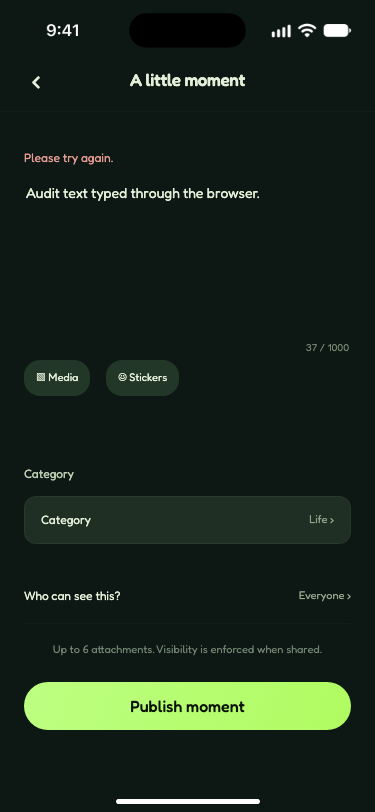 9:41
A little moment
Please try again.
Audit text typed through the browser.
37 / 1000
Media
Stickers
Category
Category
Life ›
Who can see this?
Everyone ›
Up to 6 attachments. Visibility is enforced when shared.
Publish moment